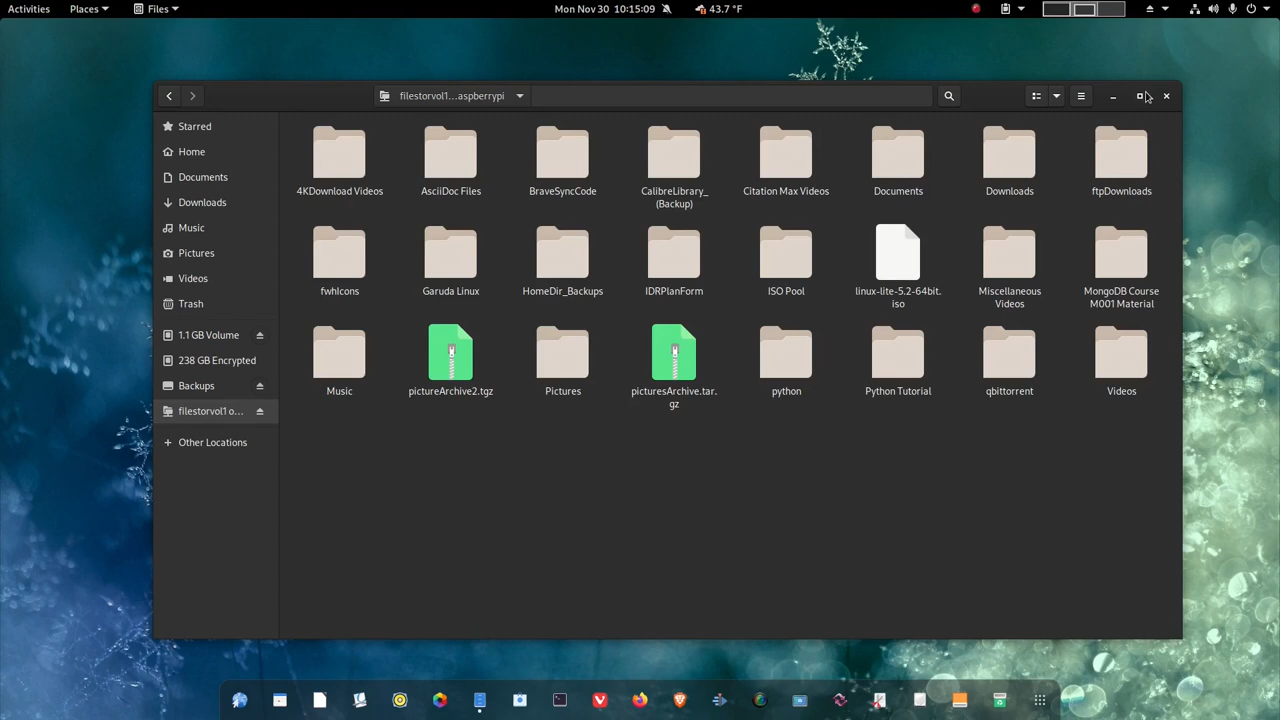 Activities Places Files Mon Nov 30 10:15:09 43.7 °F
filestorvol1...aspberrypi
Starred
Home
Documents
Downloads
Music
Pictures
Videos
Trash
1.1 GB Volume
238 GB Encrypted
Backups
filestorvol1 o...
Other Locations
4KDownload Videos
AsciiDoc Files
BraveSyncCode
CalibreLibrary_
(Backup)
Citation Max Videos
Documents
Downloads
ftpDownloads
fwhIcons
Garuda Linux
HomeDir_Backups
IDRPlanForm
ISO Pool
linux-lite-5.2-64bit.
iso
Miscellaneous
Videos
MongoDB Course
M001 Material
Music
pictureArchive2.tgz
Pictures
picturesArchive.tar.
gz
python
Python Tutorial
qbittorrent
Videos